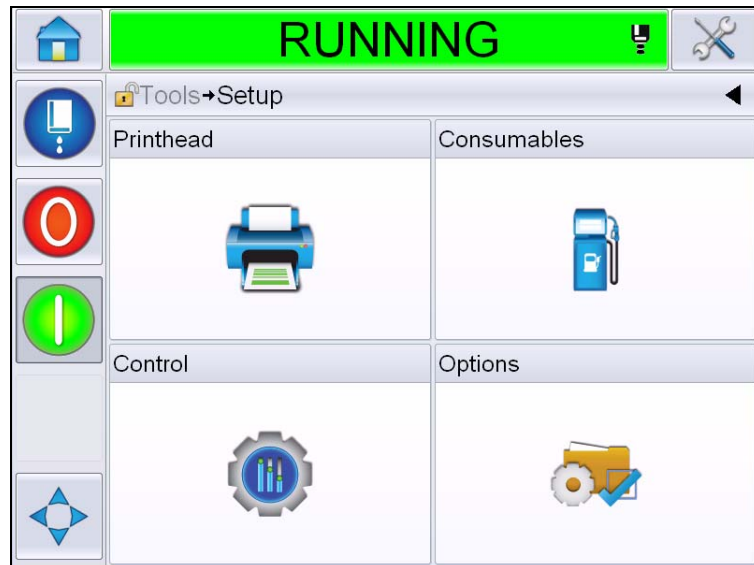 RUNNING
Tools→Setup
Printhead
Consumables
Control
Options